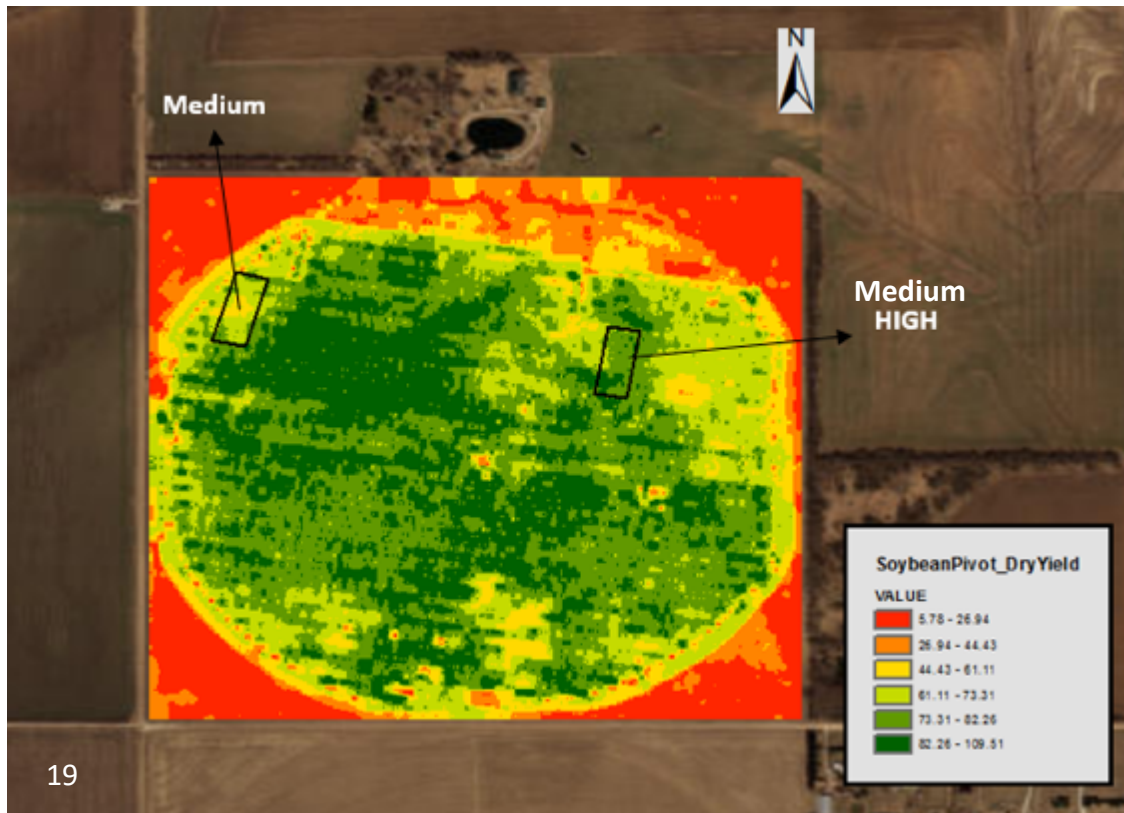 N
Medium
Medium
HIGH
SoybeanPivot_DryYield
VALUE
5.78 - 26.94
26.94 - 44.43
44.43 - 61.11
61.11 - 73.31
73.31 - 82.26
82.26 - 109.51
19